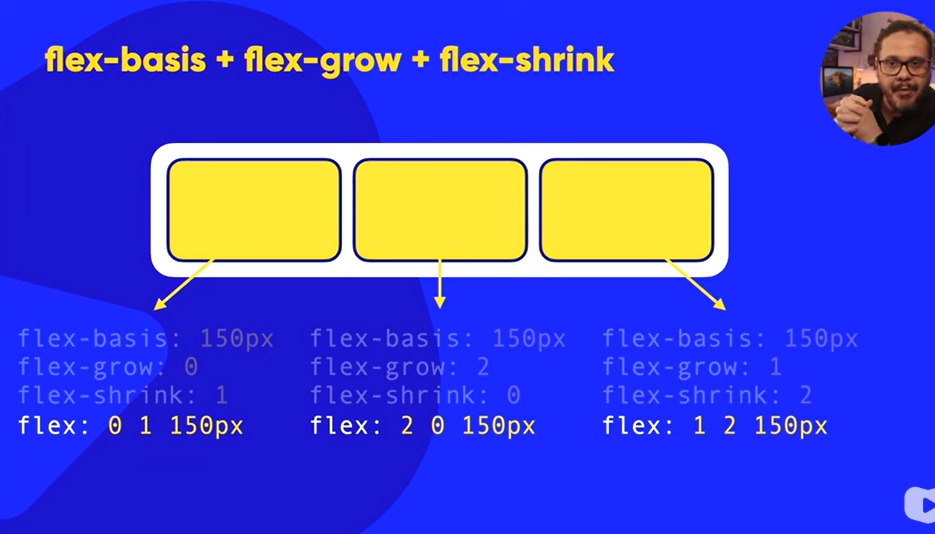 flex-basis + flex-grow + flex-shrink
flex-basis: 150px
flex-grow: 0
flex-shrink: 1
flex: 0 1 150px
flex-basis: 150px
flex-grow: 2
flex-shrink: 0
flex: 2 0 150px
flex-basis: 150px
flex-grow: 1
flex-shrink: 2
flex: 1 2 150px